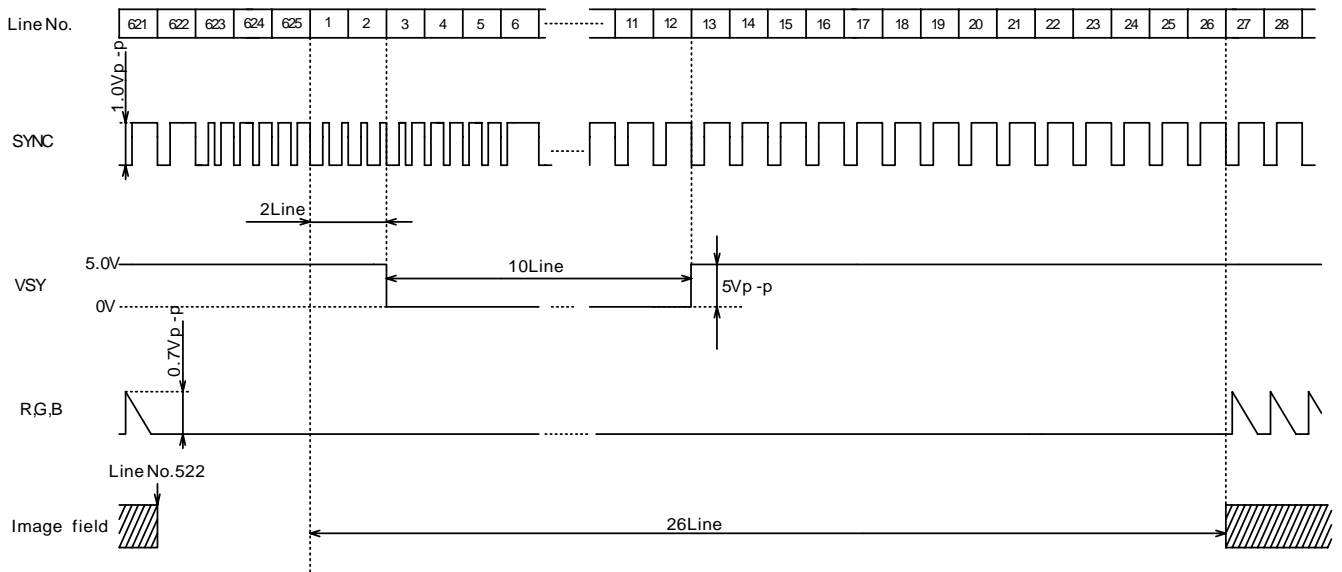 Line No. 621 622 623 624 625 1 2 3 4 5 6 11 12 13 14 15 16 17 18 19 20 21 22 23 24 25 26 27 28
1.0Vp-p
SYNC
2Line
5.0V
VSY
10Line
5Vp-p
0V
0.7Vp-p
R,G,B
Line No.522
Image field
26Line